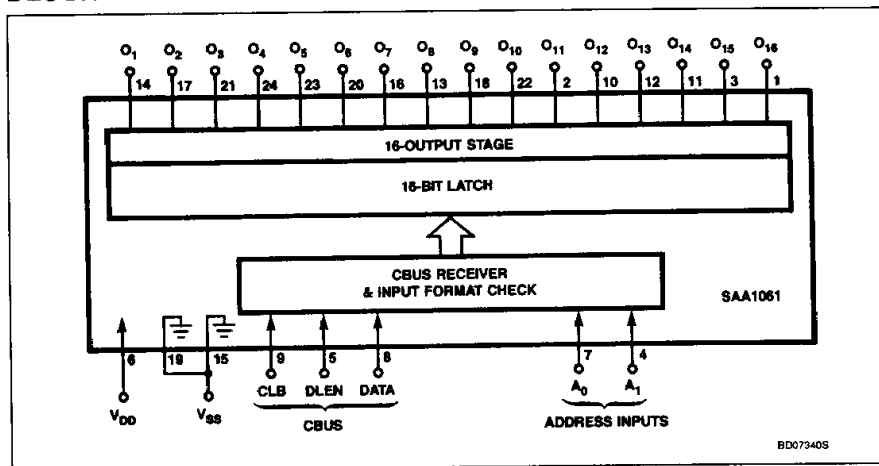 O1 O2 O3 O4 O5 O6 O7 O8 O9 O10 O11 O12 O13 O14 O15 O16
14 17 21 24 23 20 16 13 18 22 2 10 12 11 3 1
16-OUTPUT STAGE
16-BIT LATCH
CBUS RECEIVER
& INPUT FORMAT CHECK
SAA1061
6 19 15 9 5 8 7 4
CLB DLEN DATA A0 A1
VDD VSS
CBUS
ADDRESS INPUTS
BD07340S